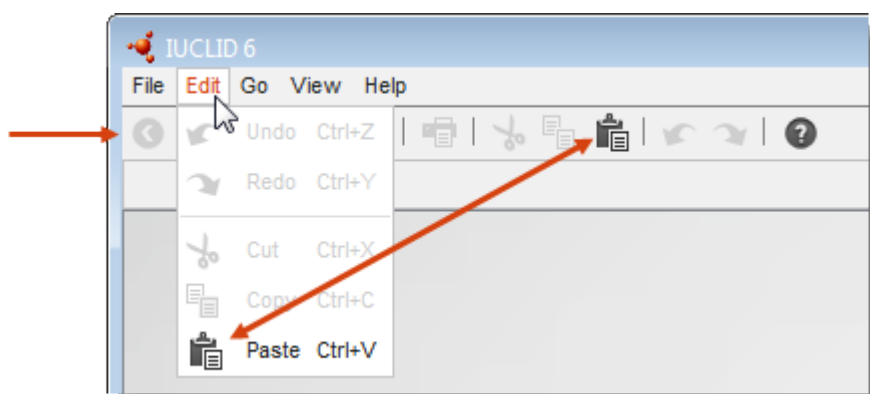 IUCLID 6
File Edit Go View Help
Undo Ctrl+Z
Redo Ctrl+Y
Cut Ctrl+X
Copy Ctrl+C
Paste Ctrl+V